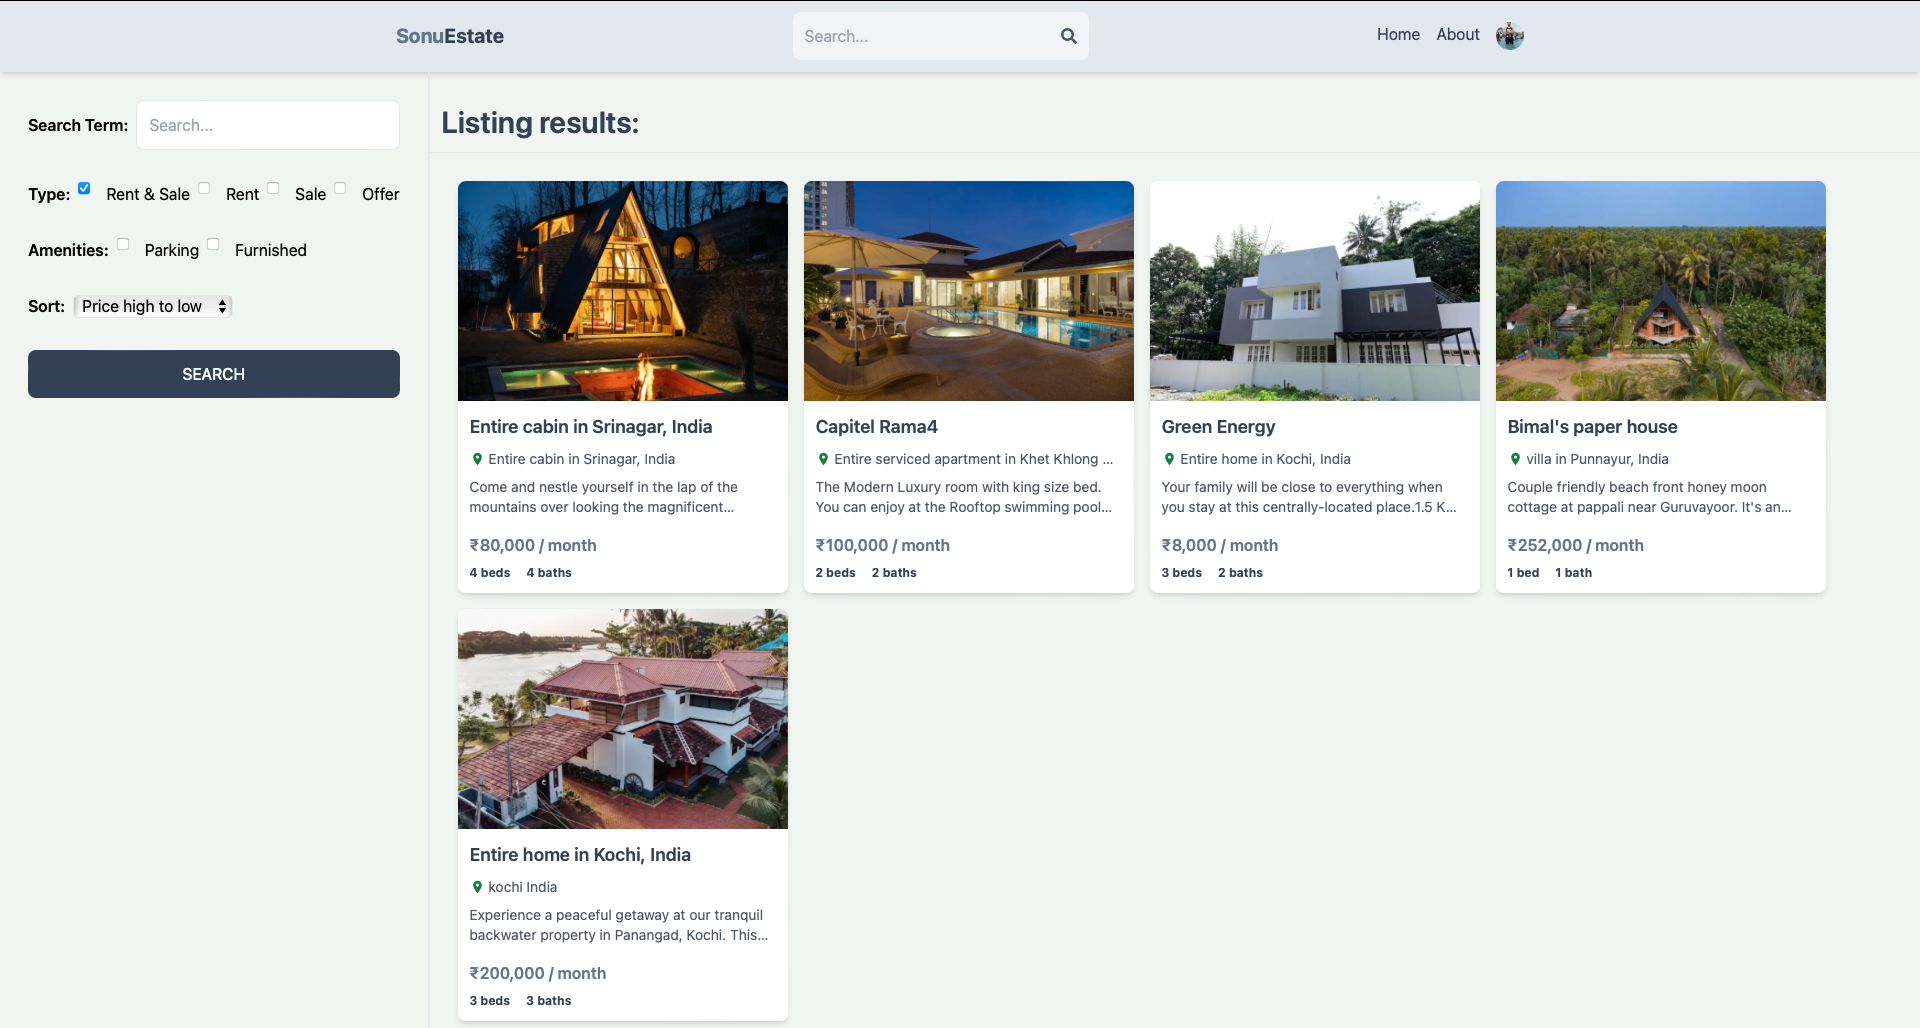 SonuEstate
Search...
Home About
Search Term: Search...
Type: Rent & Sale Rent Sale Offer
Amenities: Parking Furnished
Sort: Price high to low
SEARCH
Listing results:
Entire cabin in Srinagar, India
Entire cabin in Srinagar, India
Come and nestle yourself in the lap of the
mountains over looking the magnificent...
₹80,000 / month
4 beds 4 baths
Capitel Rama4
Entire serviced apartment in Khet Khlong ...
The Modern Luxury room with king size bed.
You can enjoy at the Rooftop swimming pool...
₹100,000 / month
2 beds 2 baths
Green Energy
Entire home in Kochi, India
Your family will be close to everything when
you stay at this centrally-located place.1.5 K...
₹8,000 / month
3 beds 2 baths
Bimal's paper house
villa in Punnayur, India
Couple friendly beach front honey moon
cottage at pappali near Guruvayoor. It's an...
₹252,000 / month
1 bed 1 bath
Entire home in Kochi, India
kochi India
Experience a peaceful getaway at our tranquil
backwater property in Panangad, Kochi. This...
₹200,000 / month
3 beds 3 baths